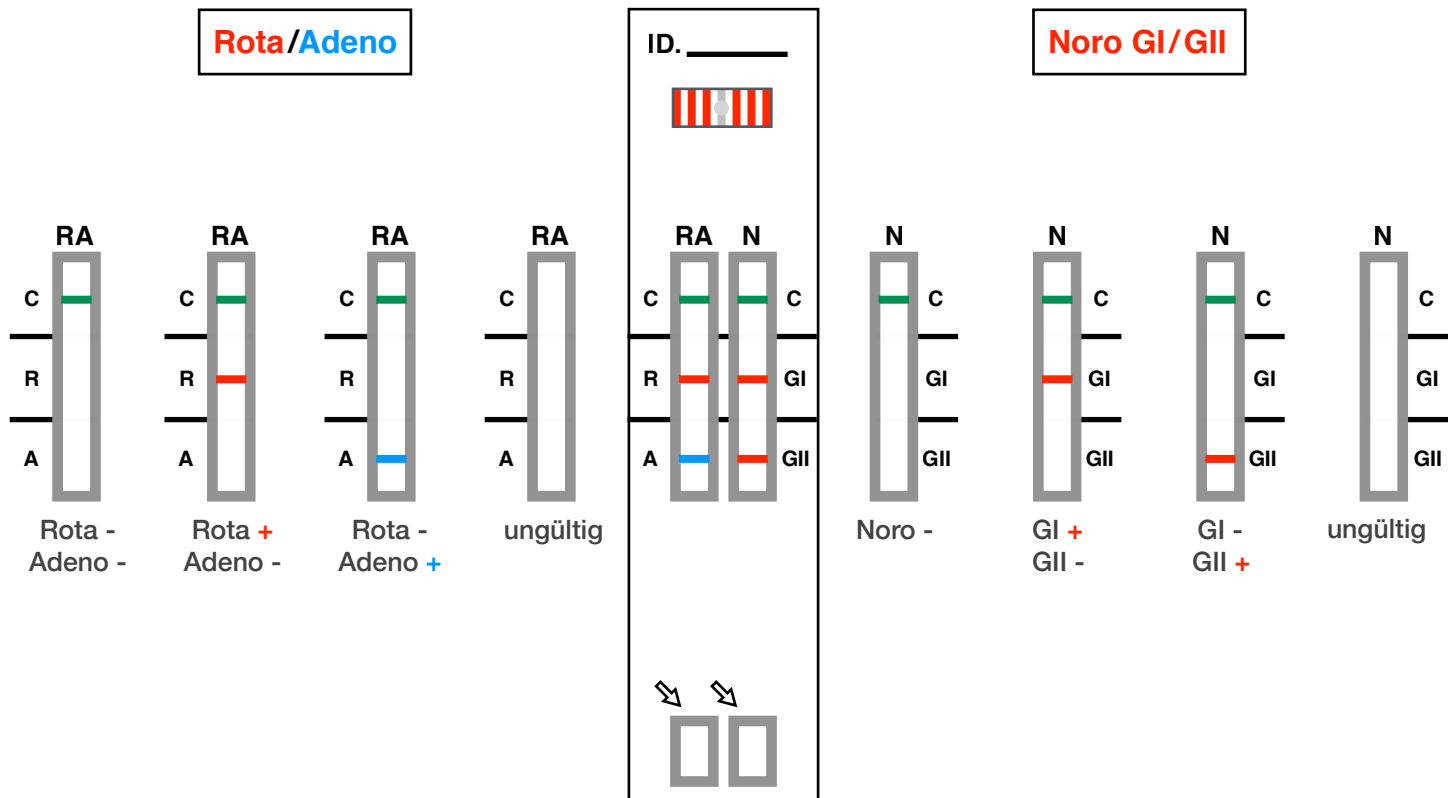 Rota/Adeno
ID.
Noro GI/GII
RA RA RA RA RA N N N N N
C C C C C C C C C C
R R R R R GI GI GI GI GI
A A A A A GII GII GII GII GII
Rota - Rota + Rota - ungültig Noro - GI + GI - ungültig
Adeno - Adeno - Adeno + GII - GII +